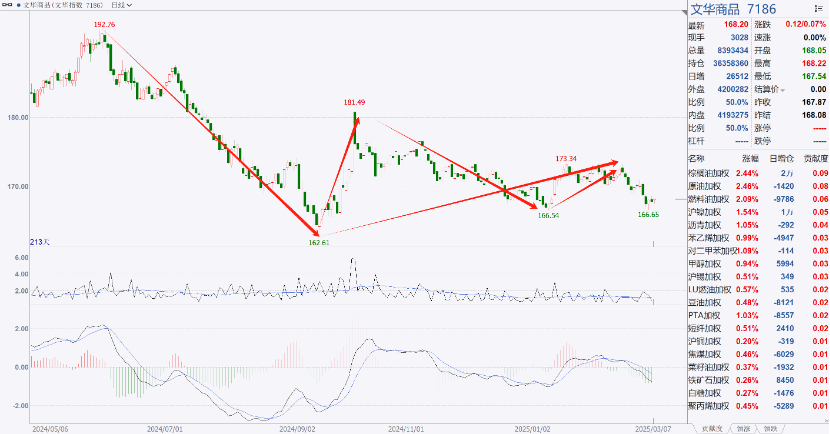 文华商品(文华指数 7186) 日线
文华商品 7186
192.76
181.49
180.00
173.34
170.00
166.54
166.65
162.61
213天
6.00
4.00
2.00
2.00
0.00
-2.00
2024/05/06 2024/07/01 2024/09/02 2024/11/01 2025/01/02 2025/03/07
最新 168.20 涨跌 0.12/0.07%
现手 3028 速涨 0.00%
总量 8393434 开盘 168.05
持仓 36358360 最高 168.22
日增 26512 最低 167.54
外盘 4200282 结算价 0.00
比例 50.0% 昨收 167.87
内盘 4193275 昨结 168.08
比例 50.0% 涨停 -----
杠杆 ----- 跌停 -----
名称 涨幅 日增仓 贡献度
棕榈油加权 2.44% 2万 0.09
原油加权 2.46% -1420 0.08
燃料油加权 2.09% -9786 0.06
沪镍加权 1.54% 1万 0.05
沥青加权 1.05% -292 0.04
苯乙烯加权 0.99% -4947 0.03
对二甲苯加权 1.09% -114 0.03
甲醇加权 0.94% 5994 0.03
沪锡加权 0.51% 349 0.03
LU燃油加权 0.57% 535 0.02
豆油加权 0.48% -8121 0.02
PTA加权 1.03% -8557 0.02
短纤加权 0.51% 2410 0.02
沪铜加权 0.20% -319 0.01
焦煤加权 0.46% -6029 0.01
菜籽油加权 0.37% -1932 0.01
铁矿石加权 0.26% 8450 0.01
白糖加权 0.27% -1476 0.01
聚丙烯加权 0.45% -5289 0.01
贡献度 领涨 领跌